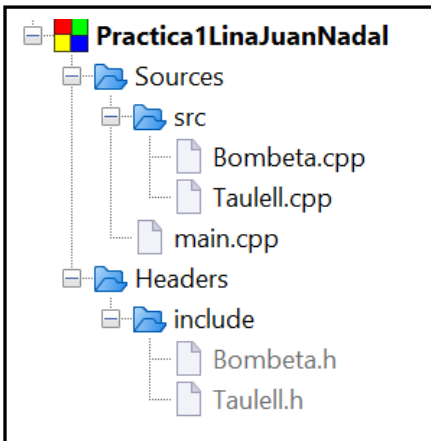 Practica1LinaJuanNadal
Sources
src
Bombeta.cpp
Taulell.cpp
main.cpp
Headers
include
Bombeta.h
Taulell.h